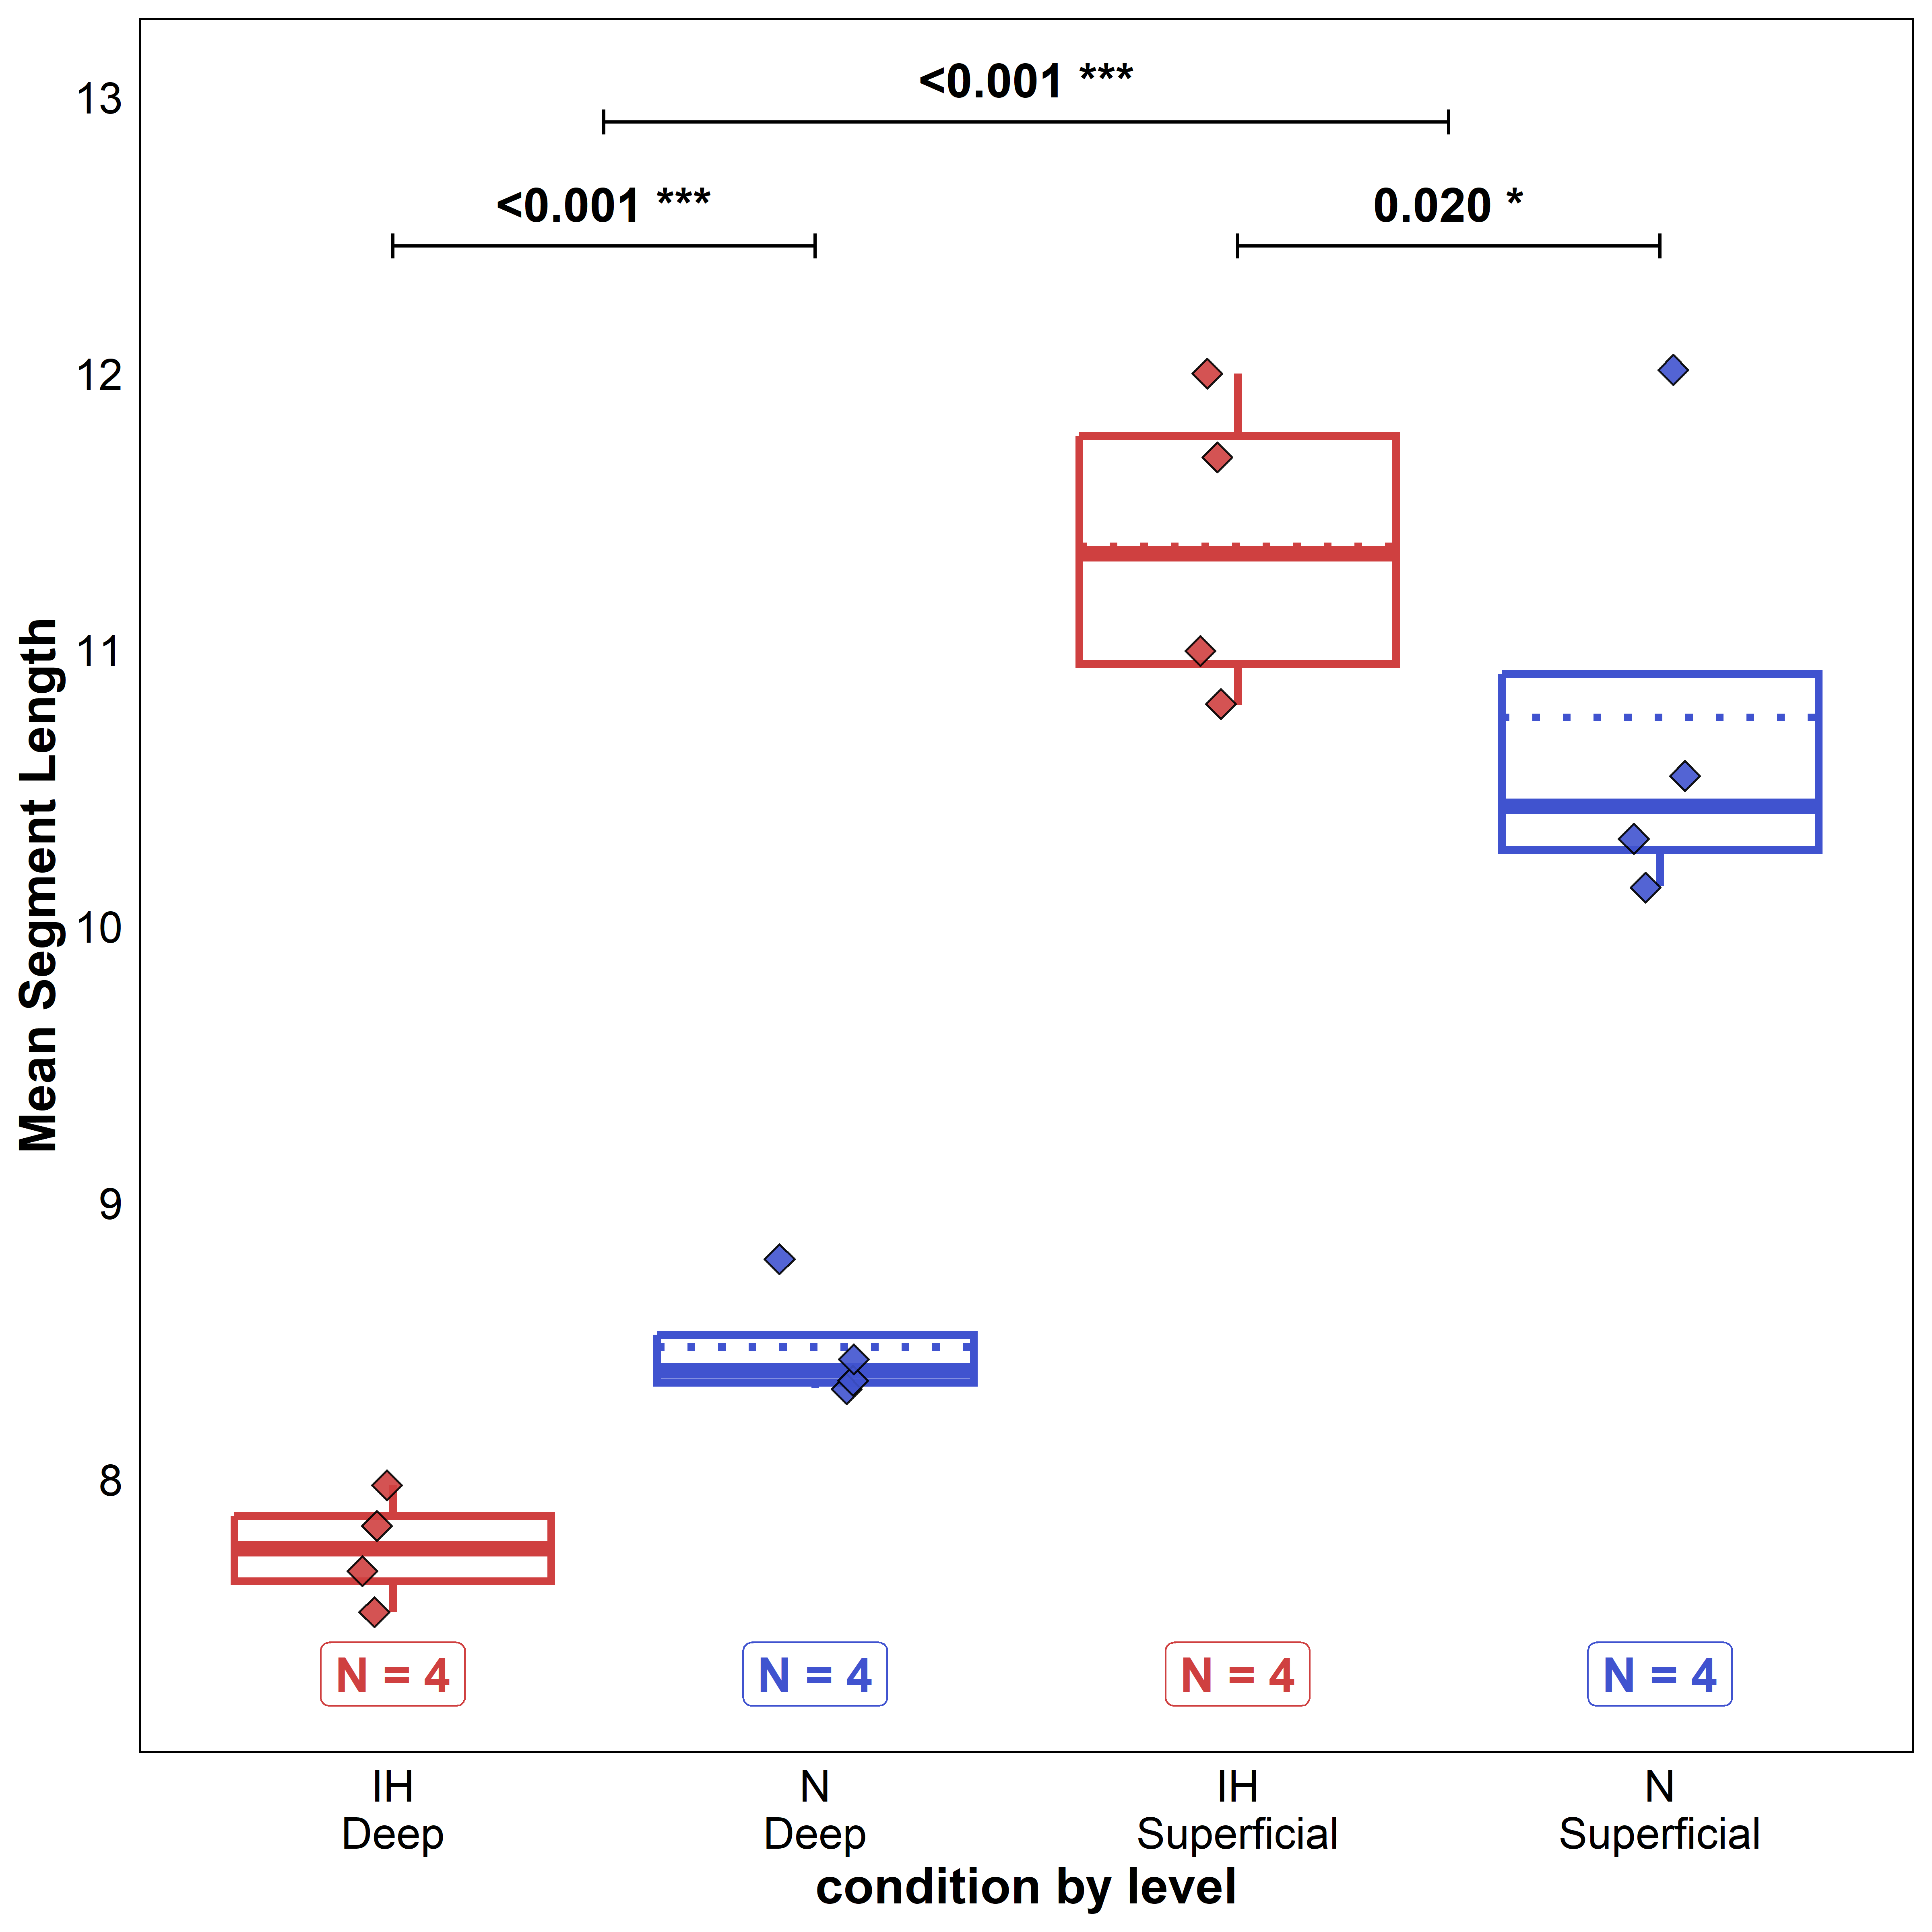 <0.001 ***
<0.001 ***
0.020 *
13
12
11
10
9
8
Mean Segment Length
N = 4
N = 4
N = 4
N = 4
IH
Deep
N
Deep
IH
Superficial
N
Superficial
condition by level